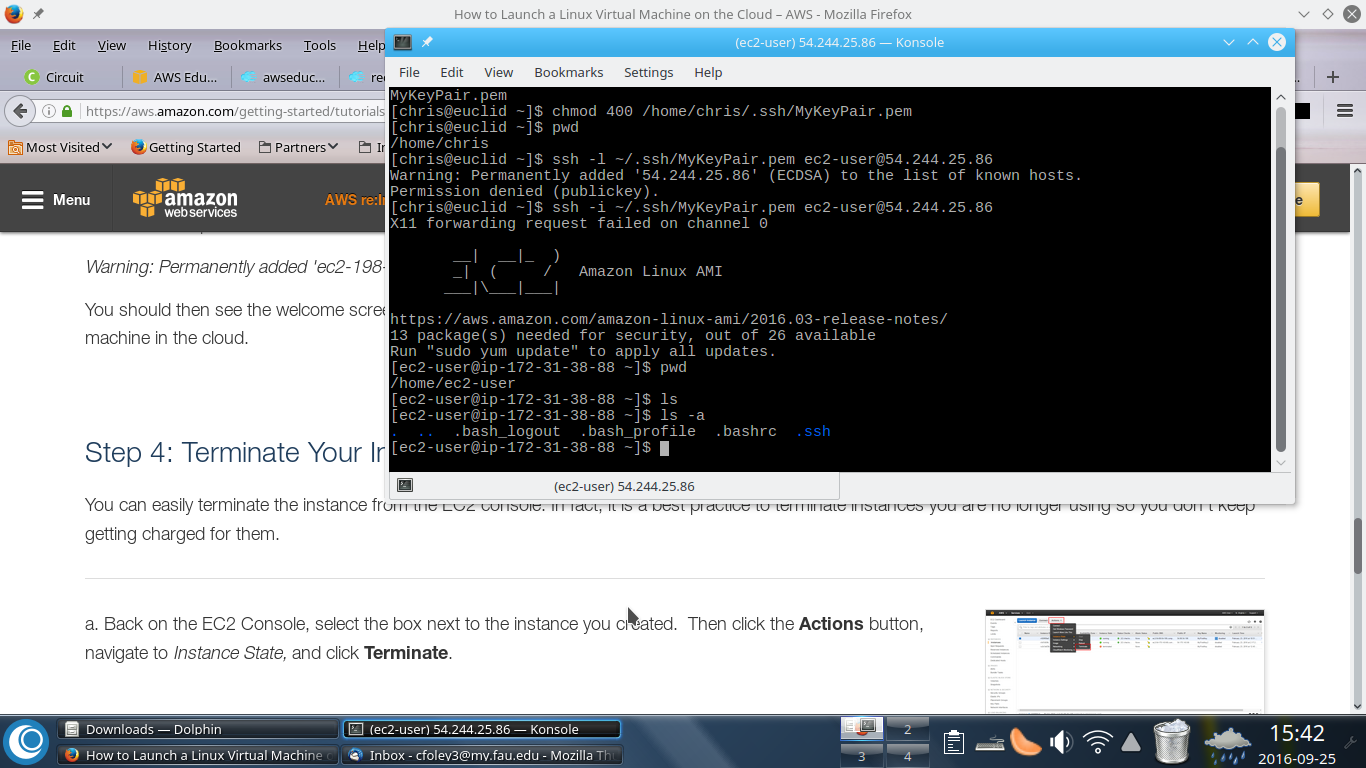 How to Launch a Linux Virtual Machine on the Cloud – AWS - Mozilla Firefox
File Edit View History Bookmarks Tools Help
Circuit
AWS Edu...
awseduc...
https://aws.amazon.com/getting-started/tutorials
Most Visited
Getting Started
Partners
Menu
amazon
web services
AWS re:I
Warning: Permanently added 'ec2-198-
You should then see the welcome scree
machine in the cloud.
Step 4: Terminate Your In
You can easily terminate the instance from the EC2 console. In fact, it is a best practice to terminate instances you are no longer using so you don't keep
getting charged for them.
a. Back on the EC2 Console, select the box next to the instance you created. Then click the Actions button,
navigate to Instance State and click Terminate.
(ec2-user) 54.244.25.86 — Konsole
File Edit View Bookmarks Settings Help
MyKeyPair.pem
[chris@euclid ~]$ chmod 400 /home/chris/.ssh/MyKeyPair.pem
[chris@euclid ~]$ pwd
/home/chris
[chris@euclid ~]$ ssh -l ~/.ssh/MyKeyPair.pem ec2-user@54.244.25.86
Warning: Permanently added '54.244.25.86' (ECDSA) to the list of known hosts.
Permission denied (publickey).
[chris@euclid ~]$ ssh -i ~/.ssh/MyKeyPair.pem ec2-user@54.244.25.86
X11 forwarding request failed on channel 0
__|  __|_  )
_|  (     /   Amazon Linux AMI
___|\___|___|
https://aws.amazon.com/amazon-linux-ami/2016.03-release-notes/
13 package(s) needed for security, out of 26 available
Run "sudo yum update" to apply all updates.
[ec2-user@ip-172-31-38-88 ~]$ pwd
/home/ec2-user
[ec2-user@ip-172-31-38-88 ~]$ ls
[ec2-user@ip-172-31-38-88 ~]$ ls -a
.  ..  .bash_logout  .bash_profile  .bashrc  .ssh
[ec2-user@ip-172-31-38-88 ~]$
(ec2-user) 54.244.25.86
Downloads — Dolphin
(ec2-user) 54.244.25.86 — Konsole
How to Launch a Linux Virtual Machine
Inbox - cfoley3@my.fau.edu - Mozilla Th
2
3
4
15:42
2016-09-25